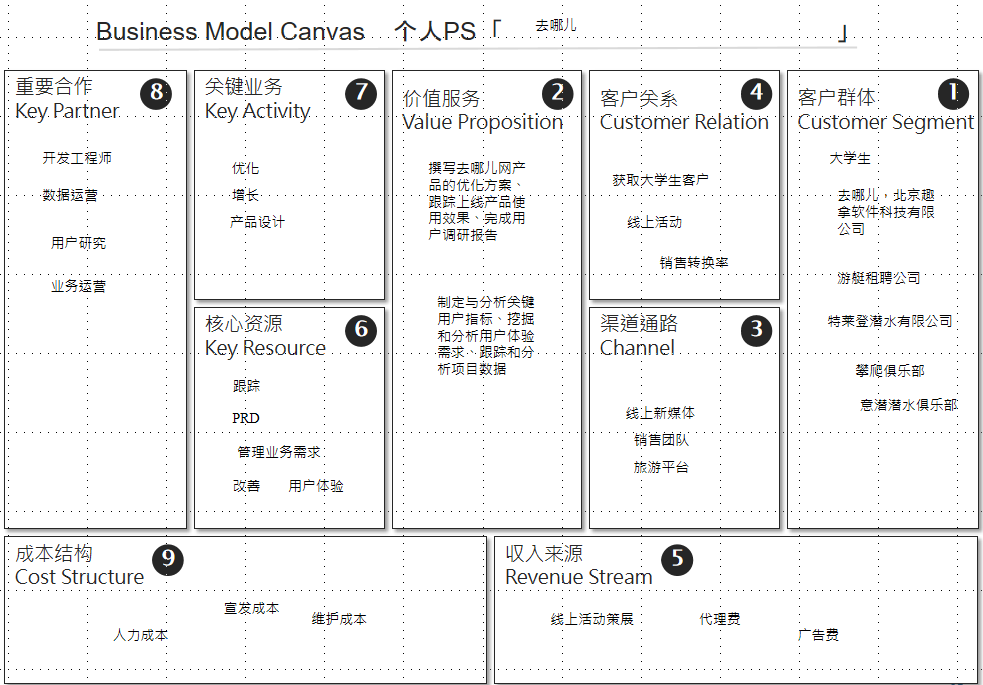 Business Model Canvas 个人PS「 去哪儿 」
重要合作 8
Key Partner
开发工程师
数据运营
用户研究
业务运营
关键业务 7
Key Activity
优化
增长
产品设计
核心资源 6
Key Resource
跟踪
PRD
管理业务需求
改善 用户体验
价值服务 2
Value Proposition
撰写去哪儿网产
品的优化方案、
跟踪上线产品使
用效果、完成用
户调研报告
制定与分析关键
用户指标、挖掘
和分析用户体验
需求、跟踪和分
析项目数据
客户关系 4
Customer Relation
获取大学生客户
线上活动
销售转换率
渠道通路 3
Channel
线上新媒体
销售团队
旅游平台
客户群体 1
Customer Segment
大学生
去哪儿，北京趣
拿软件科技有限
公司
游艇租聘公司
特莱登潜水有限公司
攀爬俱乐部
意潜潜水俱乐部
成本结构 9
Cost Structure
宣发成本
维护成本
人力成本
収入来源 5
Revenue Stream
线上活动策展
代理费
广告费